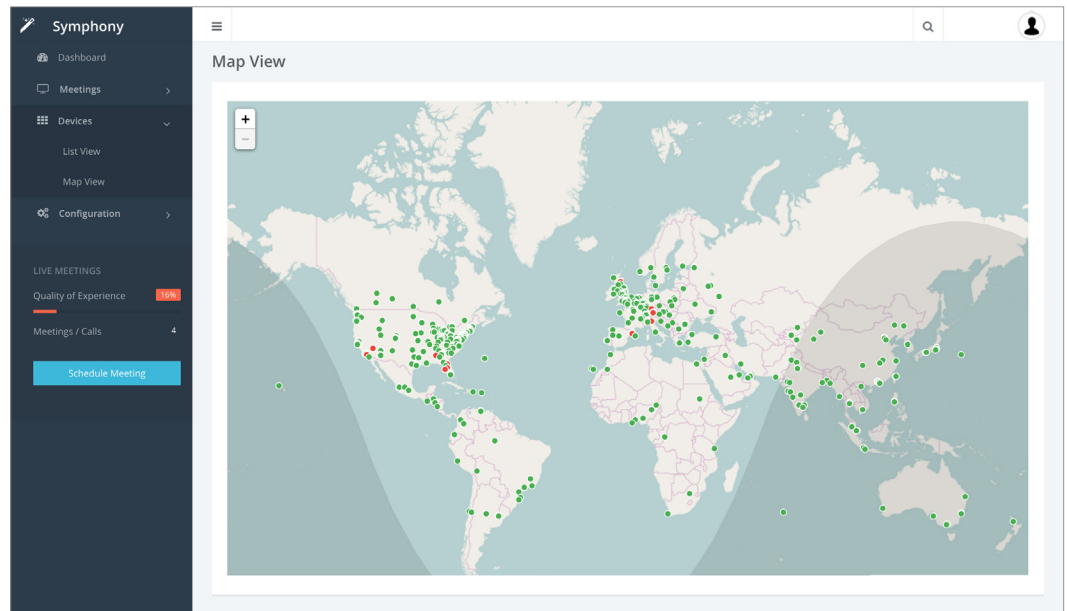 Symphony
Dashboard
Meetings
Devices
List View
Map View
Configuration
LIVE MEETINGS
Quality of Experience 16%
Meetings / Calls 4
Schedule Meeting
Map View
+
−